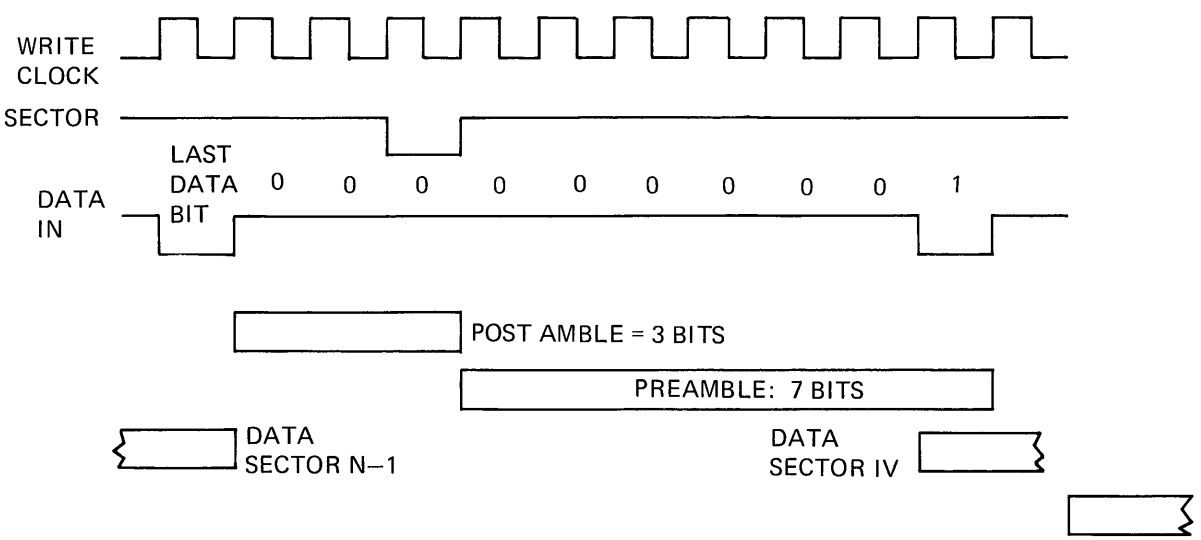 WRITE
CLOCK
SECTOR
LAST
DATA
BIT
0 0 0 0 0 0 0 0 0 1
DATA
IN
POST AMBLE = 3 BITS
PREAMBLE: 7 BITS
DATA
SECTOR N–1
DATA
SECTOR IV